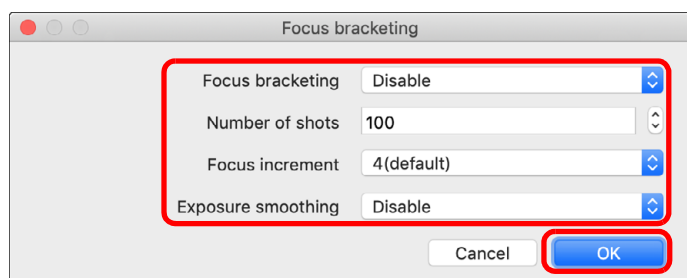 Focus bracketing
Focus bracketing Disable
Number of shots 100
Focus increment 4(default)
Exposure smoothing Disable
Cancel OK